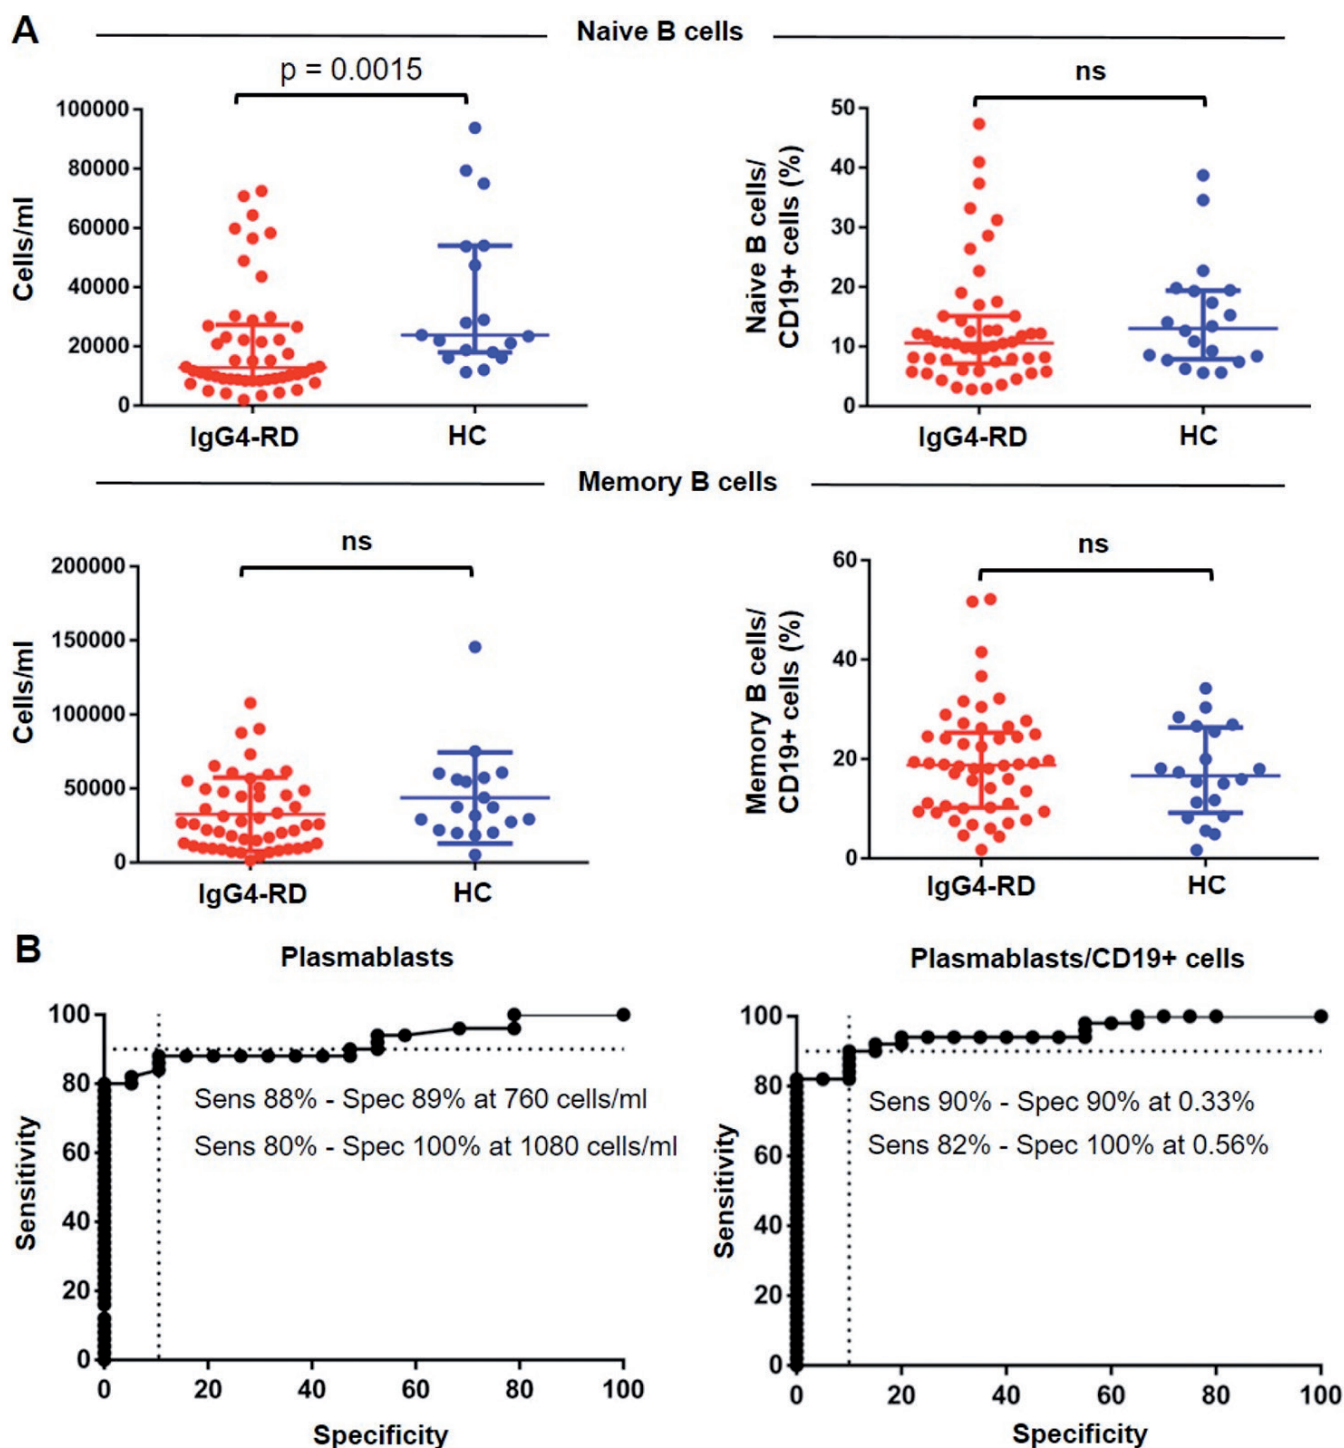 A
Naive B cells
p = 0.0015
ns
Cells/ml
100000
80000
60000
40000
20000
0
IgG4-RD
HC
Naive B cells/
CD19+ cells (%)
50
40
30
20
10
0
IgG4-RD
HC
Memory B cells
ns
ns
Cells/ml
200000
150000
100000
50000
0
IgG4-RD
HC
Memory B cells/
CD19+ cells (%)
60
40
20
0
IgG4-RD
HC
B
Plasmablasts
Sensitivity
100
80
60
40
20
0
Sens 88% - Spec 89% at 760 cells/ml
Sens 80% - Spec 100% at 1080 cells/ml
0 20 40 60 80 100
Specificity
Plasmablasts/CD19+ cells
Sensitivity
100
80
60
40
20
0
Sens 90% - Spec 90% at 0.33%
Sens 82% - Spec 100% at 0.56%
0 20 40 60 80 100
Specificity